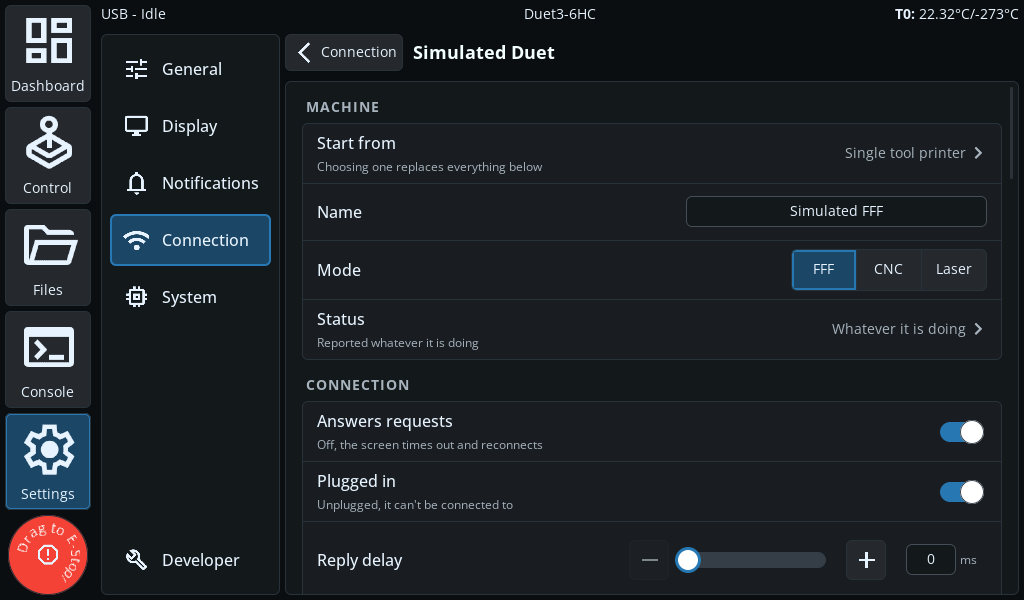 USB - Idle
Duet3-6HC
T0: 22.32°C/-273°C
Dashboard
Control
Files
Console
Settings
Drag to E-Stop!
General
Display
Notifications
Connection
System
Developer
Connection
Simulated Duet
MACHINE
Start from
Choosing one replaces everything below
Single tool printer
Name
Simulated FFF
Mode
FFF
CNC
Laser
Status
Reported whatever it is doing
Whatever it is doing
CONNECTION
Answers requests
Off, the screen times out and reconnects
Plugged in
Unplugged, it can't be connected to
Reply delay
0
ms